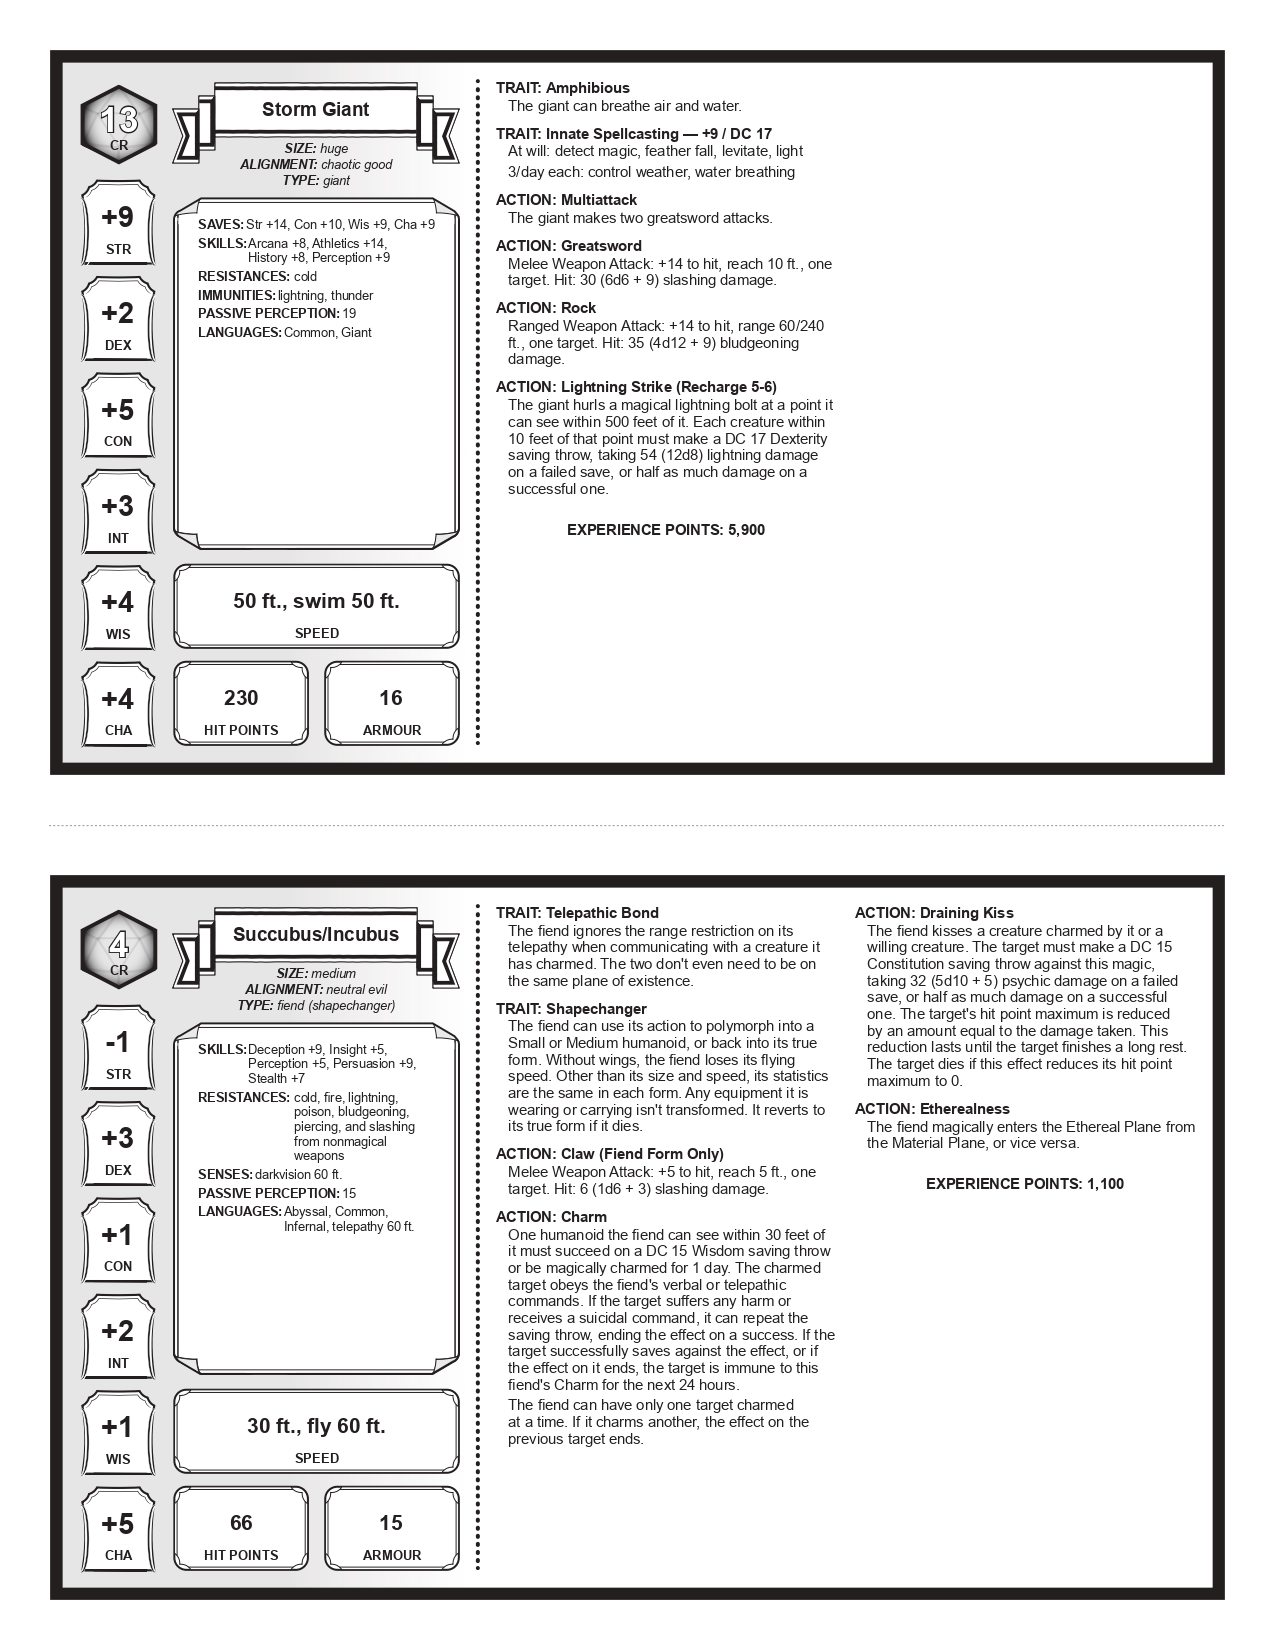 13
CR
Storm Giant
SIZE: huge
ALIGNMENT: chaotic good
TYPE: giant
+9
STR
+2
DEX
+5
CON
+3
INT
+4
WIS
+4
CHA
SAVES: Str +14, Con +10, Wis +9, Cha +9
SKILLS: Arcana +8, Athletics +14,
History +8, Perception +9
RESISTANCES: cold
IMMUNITIES: lightning, thunder
PASSIVE PERCEPTION: 19
LANGUAGES: Common, Giant
50 ft., swim 50 ft.
SPEED
230
HIT POINTS
16
ARMOUR
TRAIT: Amphibious
The giant can breathe air and water.
TRAIT: Innate Spellcasting — +9 / DC 17
At will: detect magic, feather fall, levitate, light
3/day each: control weather, water breathing
ACTION: Multiattack
The giant makes two greatsword attacks.
ACTION: Greatsword
Melee Weapon Attack: +14 to hit, reach 10 ft., one
target. Hit: 30 (6d6 + 9) slashing damage.
ACTION: Rock
Ranged Weapon Attack: +14 to hit, range 60/240
ft., one target. Hit: 35 (4d12 + 9) bludgeoning
damage.
ACTION: Lightning Strike (Recharge 5-6)
The giant hurls a magical lightning bolt at a point it
can see within 500 feet of it. Each creature within
10 feet of that point must make a DC 17 Dexterity
saving throw, taking 54 (12d8) lightning damage
on a failed save, or half as much damage on a
successful one.
EXPERIENCE POINTS: 5,900
4
CR
Succubus/Incubus
SIZE: medium
ALIGNMENT: neutral evil
TYPE: fiend (shapechanger)
-1
STR
+3
DEX
+1
CON
+2
INT
+1
WIS
+5
CHA
SKILLS: Deception +9, Insight +5,
Perception +5, Persuasion +9,
Stealth +7
RESISTANCES: cold, fire, lightning,
poison, bludgeoning,
piercing, and slashing
from nonmagical
weapons
SENSES: darkvision 60 ft.
PASSIVE PERCEPTION: 15
LANGUAGES: Abyssal, Common,
Infernal, telepathy 60 ft.
30 ft., fly 60 ft.
SPEED
66
HIT POINTS
15
ARMOUR
TRAIT: Telepathic Bond
The fiend ignores the range restriction on its
telepathy when communicating with a creature it
has charmed. The two don't even need to be on
the same plane of existence.
TRAIT: Shapechanger
The fiend can use its action to polymorph into a
Small or Medium humanoid, or back into its true
form. Without wings, the fiend loses its flying
speed. Other than its size and speed, its statistics
are the same in each form. Any equipment it is
wearing or carrying isn't transformed. It reverts to
its true form if it dies.
ACTION: Claw (Fiend Form Only)
Melee Weapon Attack: +5 to hit, reach 5 ft., one
target. Hit: 6 (1d6 + 3) slashing damage.
ACTION: Charm
One humanoid the fiend can see within 30 feet of
it must succeed on a DC 15 Wisdom saving throw
or be magically charmed for 1 day. The charmed
target obeys the fiend's verbal or telepathic
commands. If the target suffers any harm or
receives a suicidal command, it can repeat the
saving throw, ending the effect on a success. If the
target successfully saves against the effect, or if
the effect on it ends, the target is immune to this
fiend's Charm for the next 24 hours.
The fiend can have only one target charmed
at a time. If it charms another, the effect on the
previous target ends.
ACTION: Draining Kiss
The fiend kisses a creature charmed by it or a
willing creature. The target must make a DC 15
Constitution saving throw against this magic,
taking 32 (5d10 + 5) psychic damage on a failed
save, or half as much damage on a successful
one. The target's hit point maximum is reduced
by an amount equal to the damage taken. This
reduction lasts until the target finishes a long rest.
The target dies if this effect reduces its hit point
maximum to 0.
ACTION: Etherealness
The fiend magically enters the Ethereal Plane from
the Material Plane, or vice versa.
EXPERIENCE POINTS: 1,100